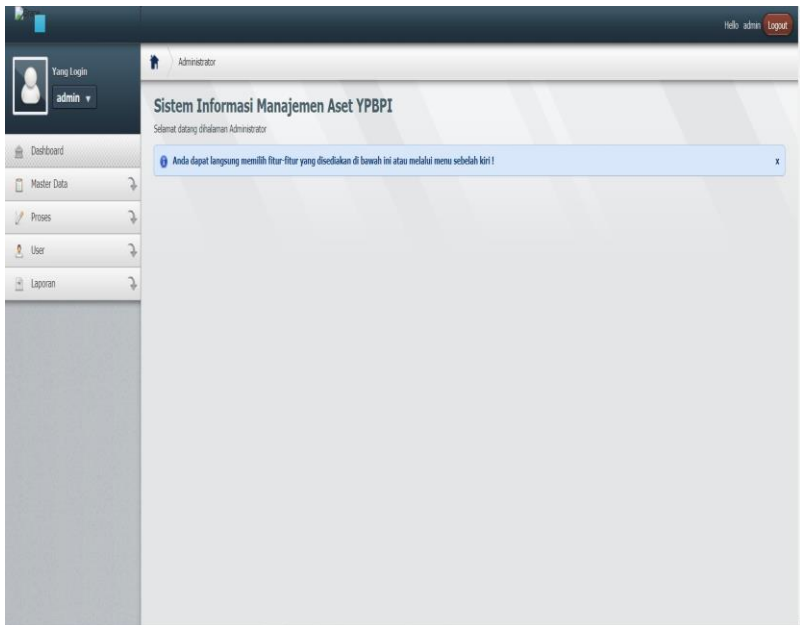 Hello admin Logout
Yang Login
admin
Administrator
Sistem Informasi Manajemen Aset YPBPI
Selamat datang dihalaman Administrator
Anda dapat langsung memilih fitur-fitur yang disediakan di bawah ini atau melalui menu sebelah kiri ! x
Dashboard
Master Data
Proses
User
Laporan